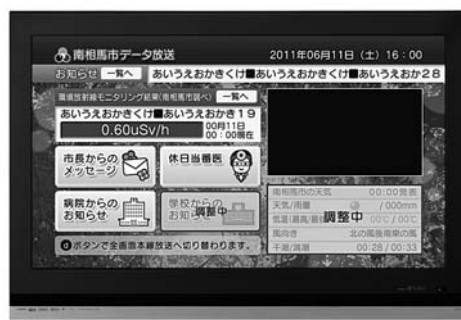 南相馬市データ放送 2011年06月11日(土)16:00
お知らせ 一覧へ あいうえおかきくけ■あいうえおかきくけ■あいうえおか28
環境放射線モニタリング結果(南相馬市調べ) 一覧へ
あいうえおかきくけ■あいうえおかき19
0.60uSv/h 00月11日
00:00現在
市長からの
メッセージ
休日当番医
病院からの
お知らせ
学校からの
お知らせ
調整中
dボタンで全画面本線放送へ切り替わります。
南相馬市の天気 00:00発表
天気/雨量 /000mm
気温(最高/最低) 00℃/00℃
調整中
風向き 北の風後南東の風
干潮/満潮 00:28/00:33